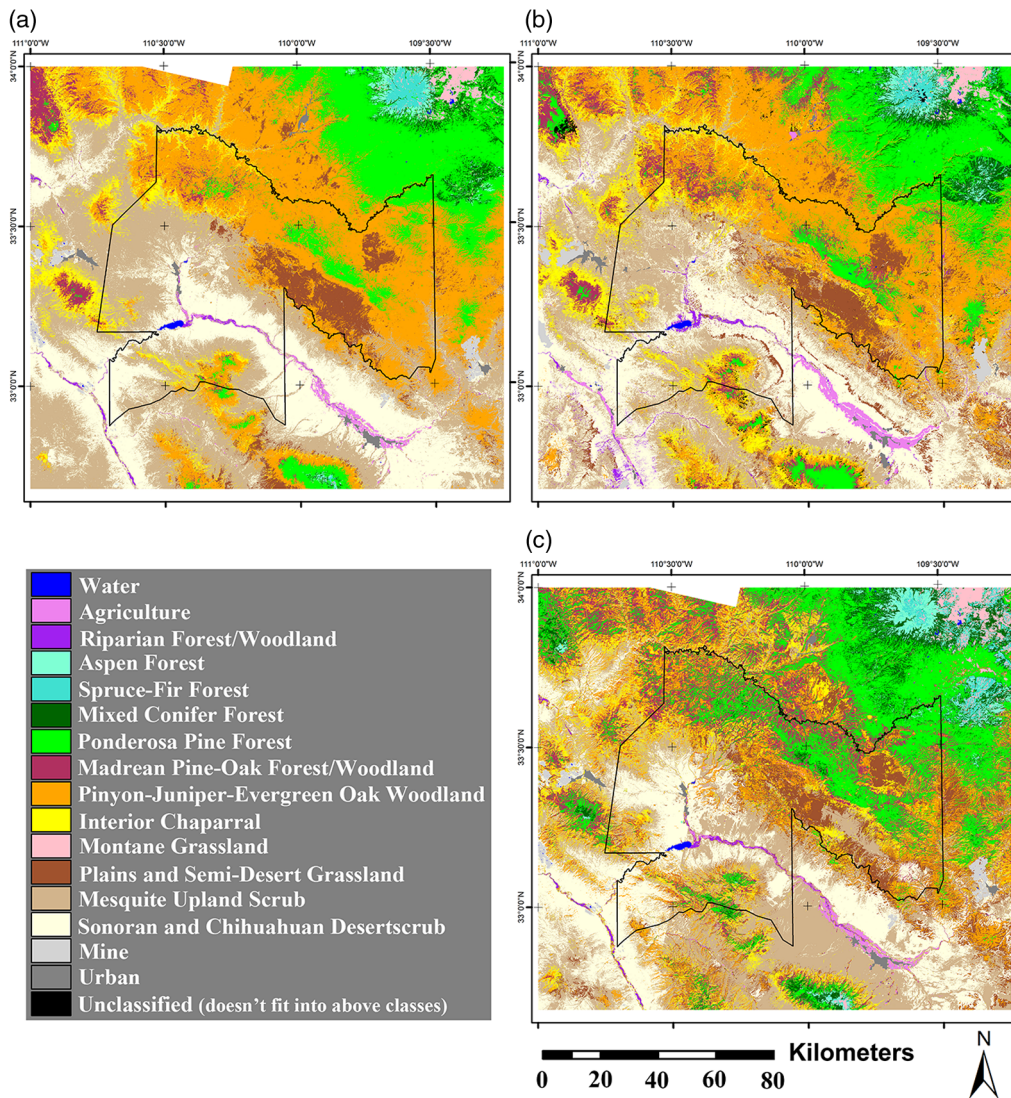 (a)
(b)
111°0'0"W 110°30'0"W 110°0'0"W 109°30'0"W
111°0'0"W 110°30'0"W 110°0'0"W 109°30'0"W
34°0'0"N
34°0'0"N
33°30'0"N
33°30'0"N
33°0'0"N
33°0'0"N
(c)
111°0'0"W 110°30'0"W 110°0'0"W 109°30'0"W
34°0'0"N
33°30'0"N
33°0'0"N
Water
Agriculture
Riparian Forest/Woodland
Aspen Forest
Spruce-Fir Forest
Mixed Conifer Forest
Ponderosa Pine Forest
Madrean Pine-Oak Forest/Woodland
Pinyon-Juniper-Evergreen Oak Woodland
Interior Chaparral
Montane Grassland
Plains and Semi-Desert Grassland
Mesquite Upland Scrub
Sonoran and Chihuahuan Desertscrub
Mine
Urban
Unclassified (doesn't fit into above classes)
Kilometers
0 20 40 60 80
N